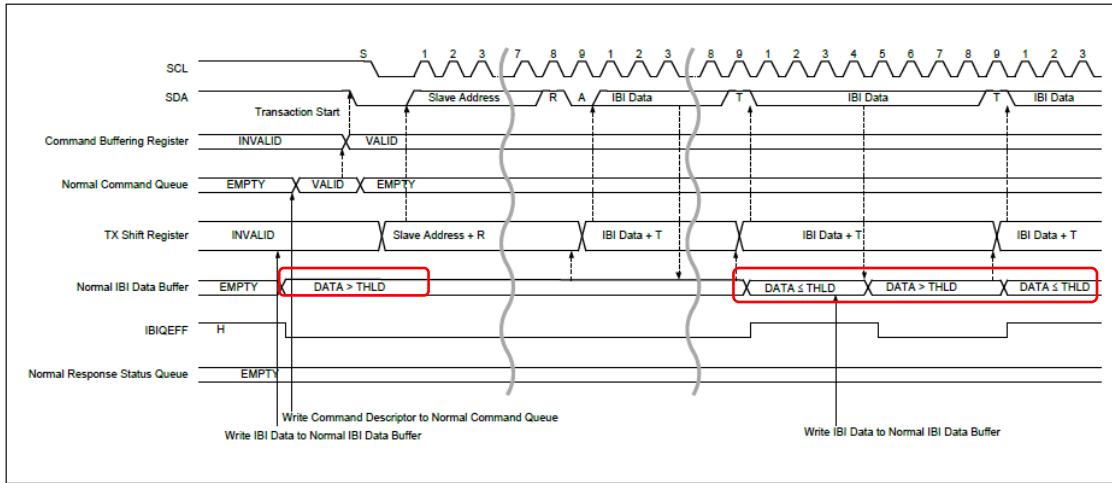 S 1 2 3 7 8 9 1 2 3 8 9 1 2 3 4 5 6 7 8 9 1 2 3
SCL
SDA Slave Address R A IBI Data T IBI Data T IBI Data
Transaction Start
Command Buffering Register INVALID VALID
Normal Command Queue EMPTY VALID EMPTY
TX Shift Register INVALID Slave Address + R IBI Data + T IBI Data + T IBI Data + T
Normal IBI Data Buffer EMPTY DATA > THLD DATA ≤ THLD DATA > THLD DATA ≤ THLD
IBIQEFF H
Normal Response Status Queue EMPTY
Write Command Descriptor to Normal Command Queue
Write IBI Data to Normal IBI Data Buffer Write IBI Data to Normal IBI Data Buffer